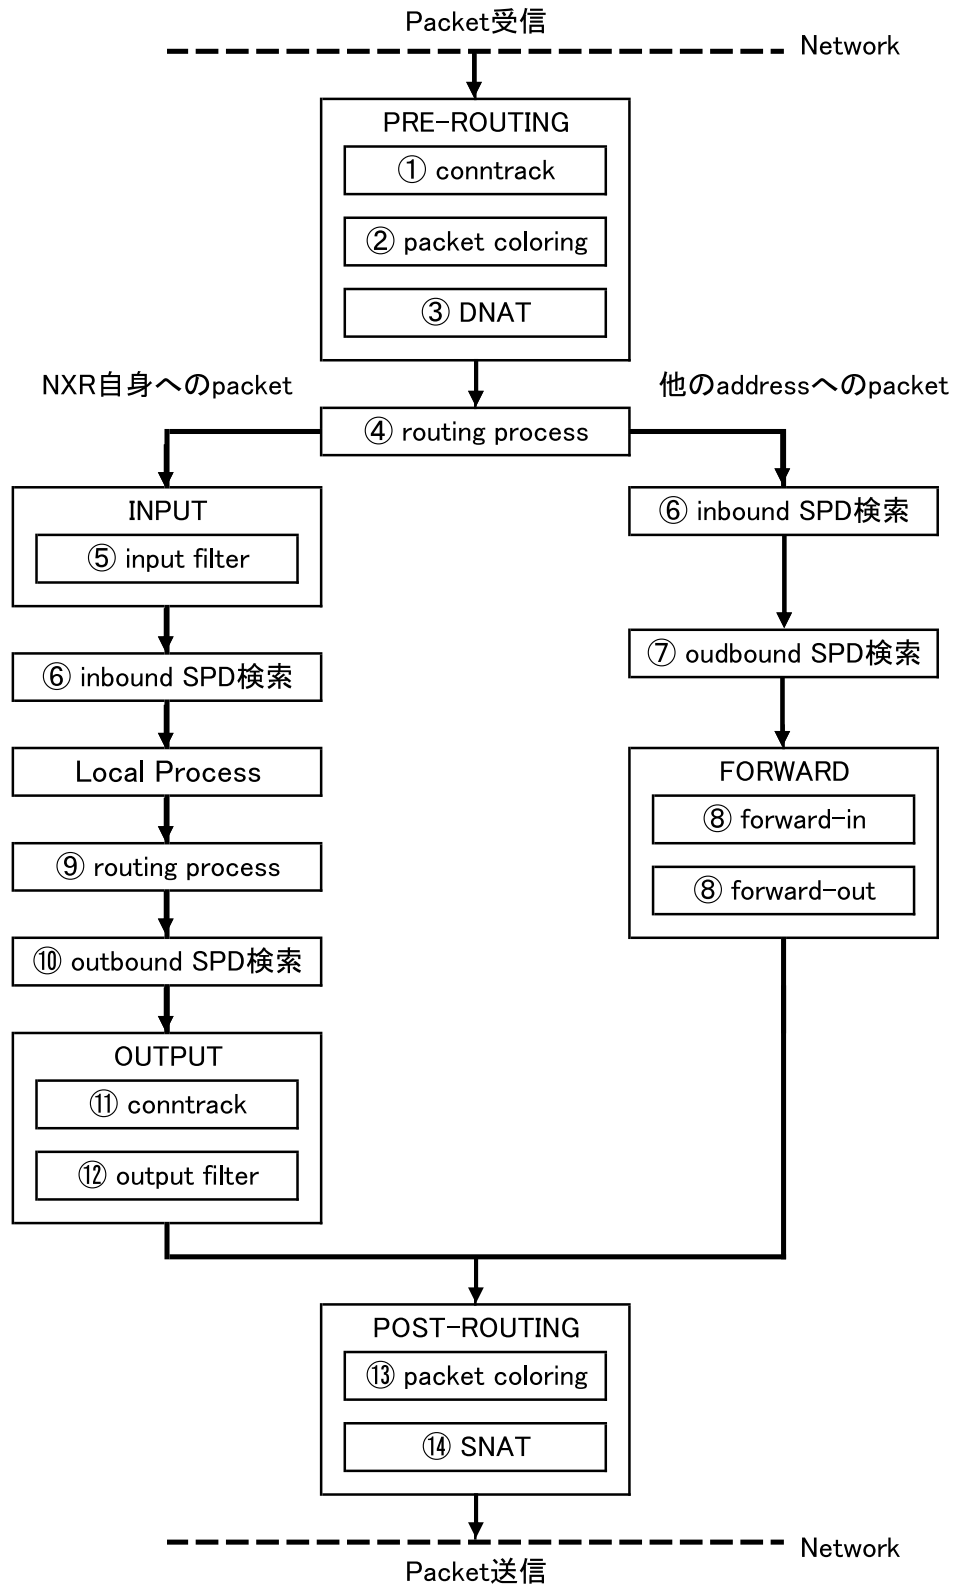 Packet受信
Network
PRE-ROUTING
① conntrack
② packet coloring
③ DNAT
NXR自身へのpacket
他のaddressへのpacket
④ routing process
INPUT
⑤ input filter
⑥ inbound SPD検索
⑥ inbound SPD検索
⑦ oudbound SPD検索
Local Process
FORWARD
⑧ forward-in
⑧ forward-out
⑨ routing process
⑩ outbound SPD検索
OUTPUT
⑪ conntrack
⑫ output filter
POST-ROUTING
⑬ packet coloring
⑭ SNAT
Network
Packet送信